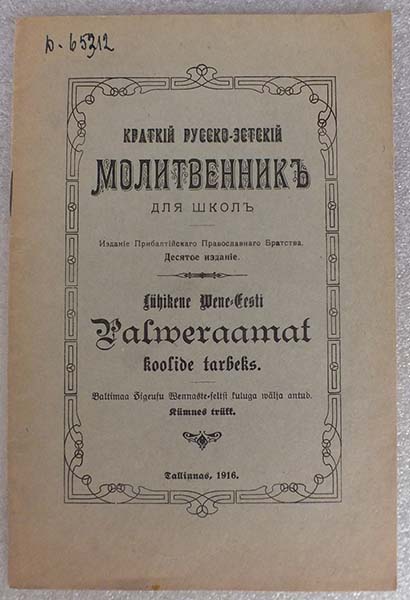 D-65212
КРАТКІЙ РУССКО-ЭСТСКІЙ
МОЛИТВЕННИКЪ
ДЛЯ ШКОЛЪ
Изданіе Прибалтійскаго Православнаго Братства.
Десятое изданіе.
Lühikene Wene-Eesti
Palweraamat
koolide tarbeks.
Baltimaa Õigeusu Wennaste-seltsi kuluga wälja antud.
Kümnes trükk.
Tallinnas, 1916.